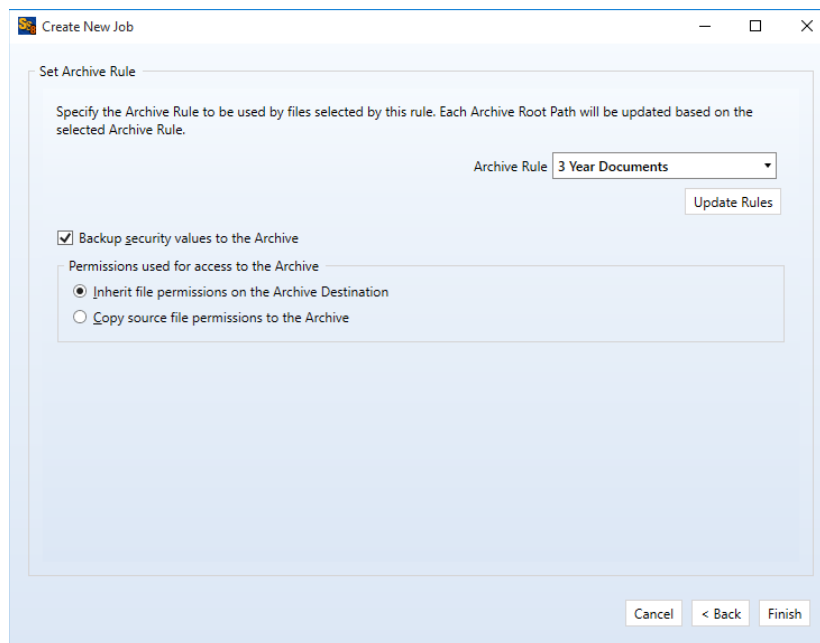 Create New Job
Set Archive Rule
Specify the Archive Rule to be used by files selected by this rule. Each Archive Root Path will be updated based on the
selected Archive Rule.
Archive Rule 3 Year Documents
Update Rules
Backup security values to the Archive
Permissions used for access to the Archive
Inherit file permissions on the Archive Destination
Copy source file permissions to the Archive
Cancel < Back Finish